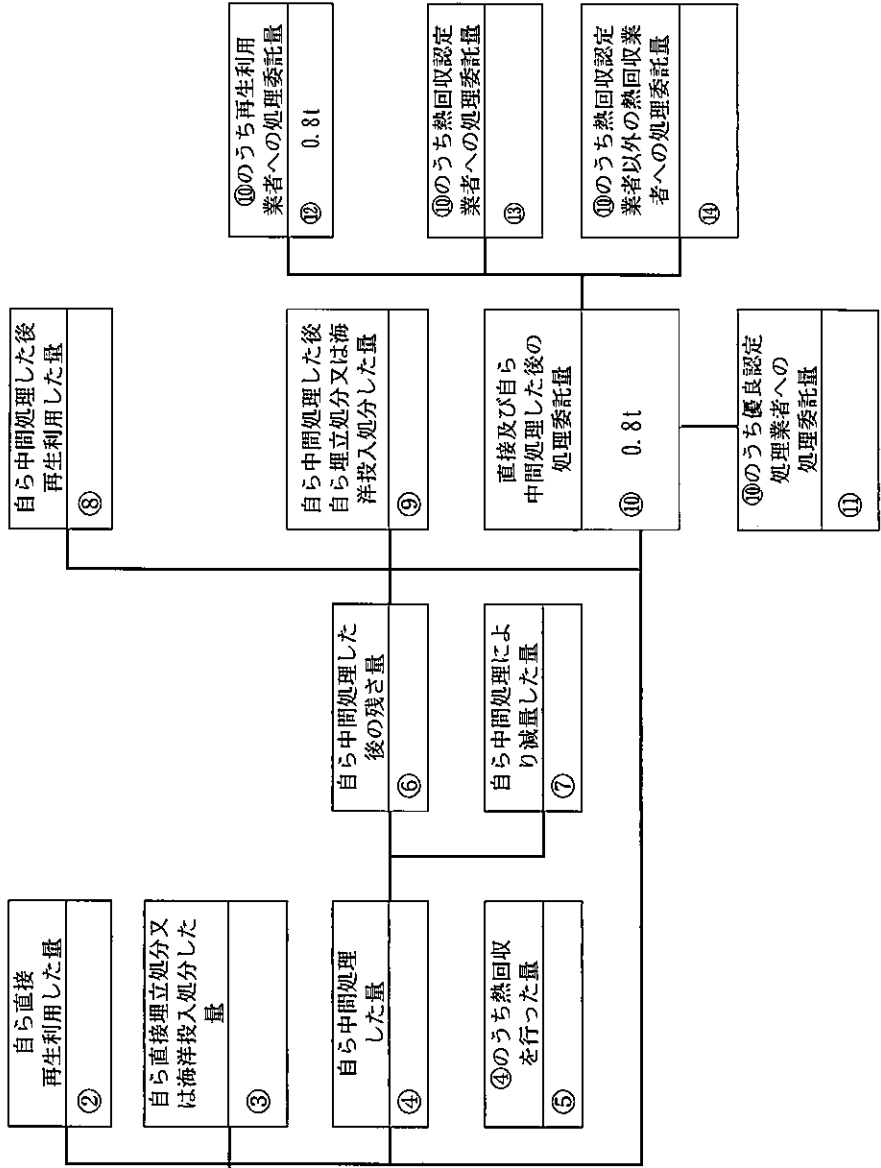 自ら直接
再生利用した量
②
自ら直接埋立処分又
は海洋投入処分した
量
③
自ら中間処理
した量
④
④のうち熱回収
を行った量
⑤
自ら中間処理した
後の残さ量
⑥
自ら中間処理によ
り減量した量
⑦
自ら中間処理した後
再生利用した量
⑧
自ら中間処理した後
自ら埋立処分又は海
洋投入処分した量
⑨
直接及び自ら
中間処理した後の
処理委託量
⑩ 0.8t
⑩のうち優良認定
処理業者への
処理委託量
⑪
⑩のうち再生利用
業者への処理委託量
⑫ 0.8t
⑩のうち熱回収認定
業者への処理委託量
⑬
⑩のうち熱回収認定
業者以外の熱回収業
者への処理委託量
⑭